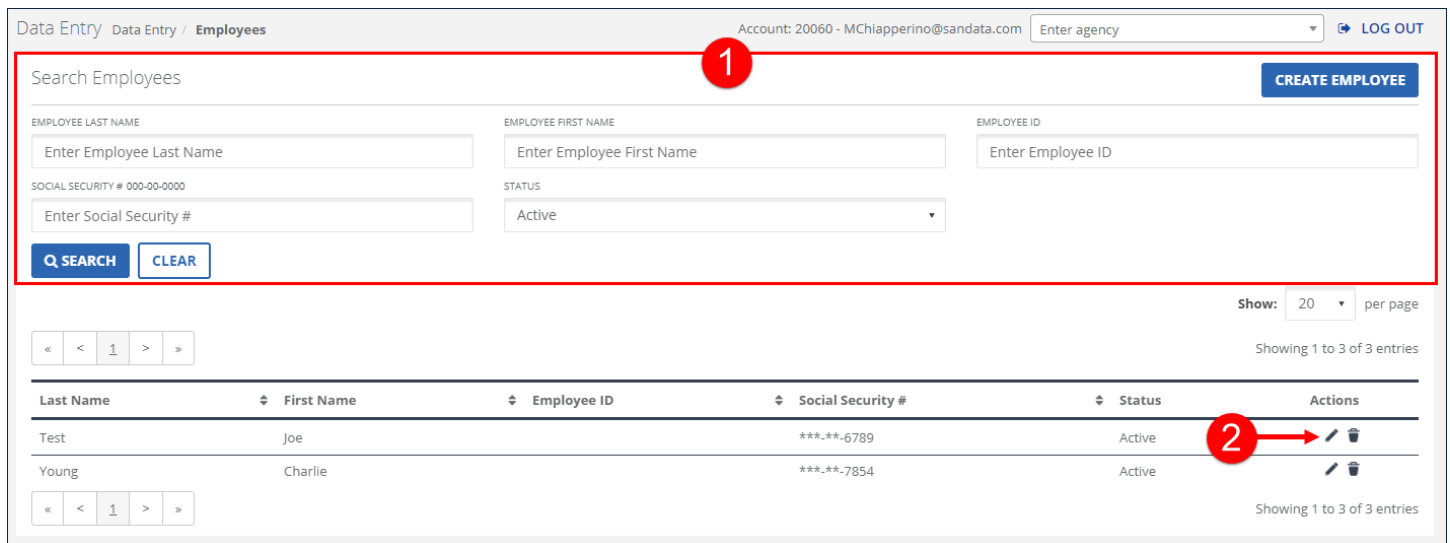 Data Entry Data Entry / Employees Account: 20060 - MChiapperino@sandata.com Enter agency LOG OUT
1
Search Employees CREATE EMPLOYEE
EMPLOYEE LAST NAME EMPLOYEE FIRST NAME EMPLOYEE ID
Enter Employee Last Name Enter Employee First Name Enter Employee ID
SOCIAL SECURITY # 000-00-0000 STATUS
Enter Social Security # Active
SEARCH CLEAR
Show: 20 per page
« < 1 > » Showing 1 to 3 of 3 entries
Last Name First Name Employee ID Social Security # Status Actions
Test Joe ***-**-6789 Active 2
Young Charlie ***-**-7854 Active
« < 1 > » Showing 1 to 3 of 3 entries